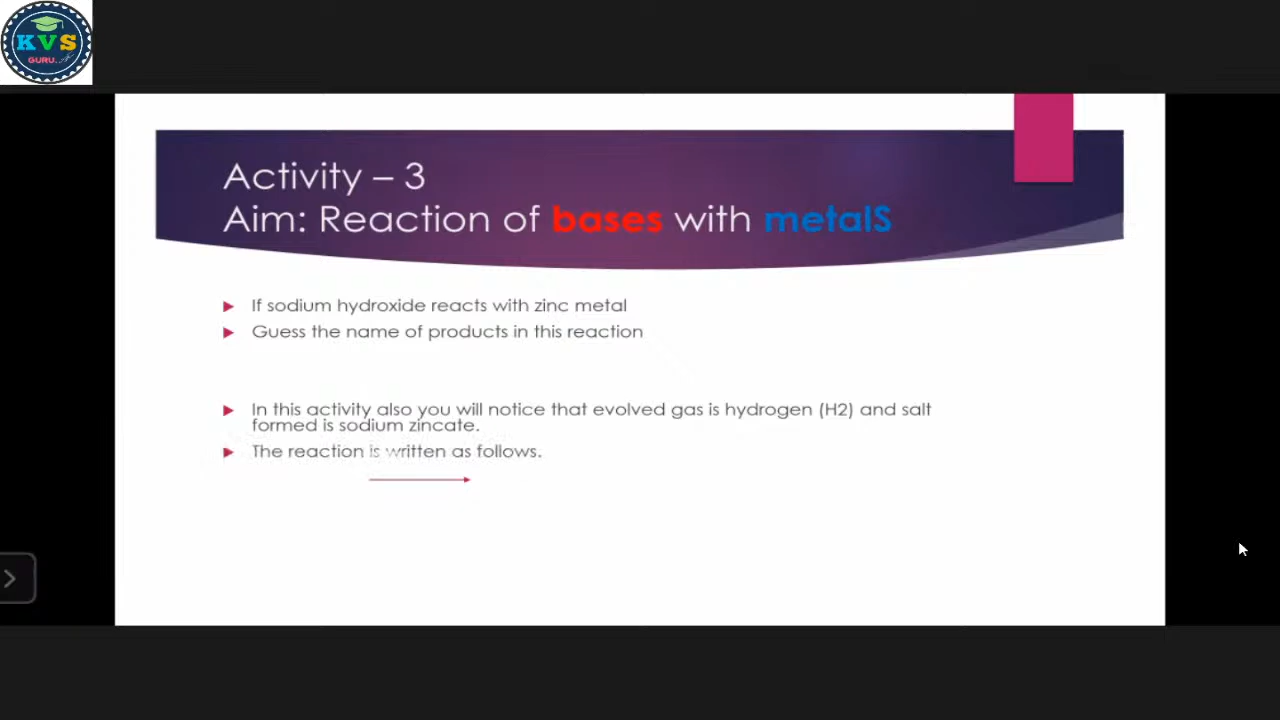 KVS
GURU.
Activity – 3
Aim: Reaction of bases with metalS
If sodium hydroxide reacts with zinc metal
Guess the name of products in this reaction
In this activity also you will notice that evolved gas is hydrogen (H2) and salt
formed is sodium zincate.
The reaction is written as follows.